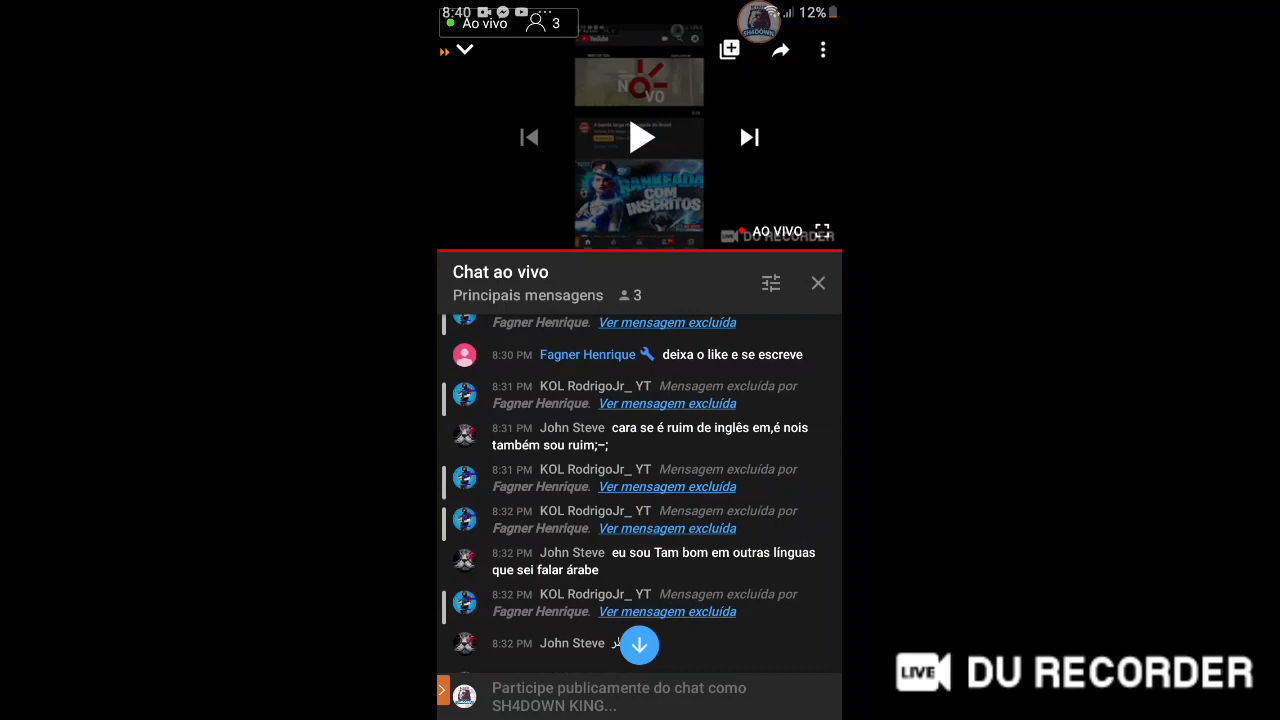 8:40
12%
Ao vivo 3
SH4DOWN
YouTube
NOVO
RANKEADA
COM
INSCRITOS
AO VIVO
DU RECORDER
Chat ao vivo
Principais mensagens 3
Fagner Henrique. Ver mensagem excluída
8:30 PM Fagner Henrique deixa o like e se escreve
8:31 PM KOL RodrigoJr_ YT Mensagem excluída por
Fagner Henrique. Ver mensagem excluída
8:31 PM John Steve cara se é ruim de inglês em,é nois
também sou ruim;-;
8:31 PM KOL RodrigoJr_ YT Mensagem excluída por
Fagner Henrique. Ver mensagem excluída
8:32 PM KOL RodrigoJr_ YT Mensagem excluída por
Fagner Henrique. Ver mensagem excluída
8:32 PM John Steve eu sou Tam bom em outras línguas
que sei falar árabe
8:32 PM KOL RodrigoJr_ YT Mensagem excluída por
Fagner Henrique. Ver mensagem excluída
8:32 PM John Steve
Participe publicamente do chat como
SH4DOWN KING...
LIVE DU RECORDER